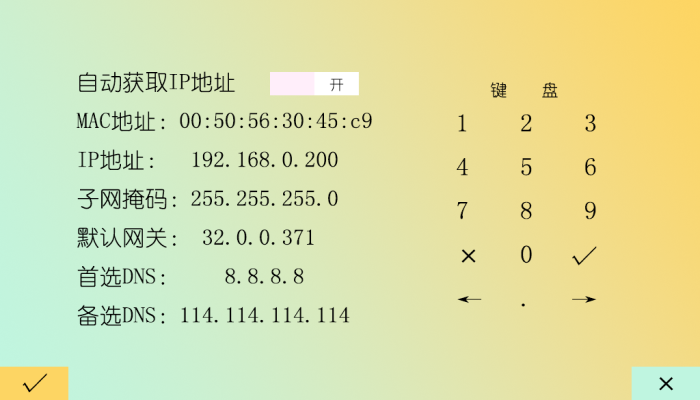 自动获取IP地址 开
MAC地址：00:50:56:30:45:c9
IP地址： 192.168.0.200
子网掩码：255.255.255.0
默认网关： 32.0.0.371
首选DNS： 8.8.8.8
备选DNS：114.114.114.114
键 盘
1 2 3
4 5 6
7 8 9
× 0 ✓
← . →
✓ ×